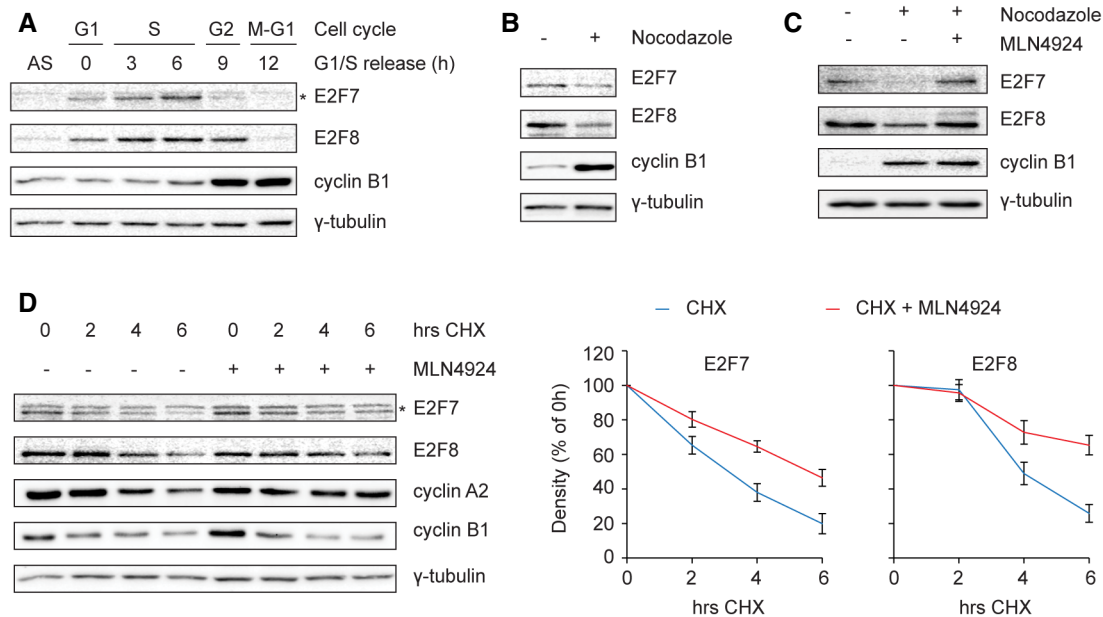 A
G1 S G2 M-G1 Cell cycle
AS 0 3 6 9 12 G1/S release (h)
* E2F7
E2F8
cyclin B1
γ-tubulin
B
- + Nocodazole
E2F7
E2F8
cyclin B1
γ-tubulin
C
- + + Nocodazole
- - + MLN4924
E2F7
E2F8
cyclin B1
γ-tubulin
D
0 2 4 6 0 2 4 6 hrs CHX
- - - - + + + + MLN4924
* E2F7
E2F8
cyclin A2
cyclin B1
γ-tubulin
CHX
CHX + MLN4924
E2F7
Density (% of 0h)
120
100
80
60
40
20
0
0 2 4 6
hrs CHX
E2F8
0 2 4 6
hrs CHX